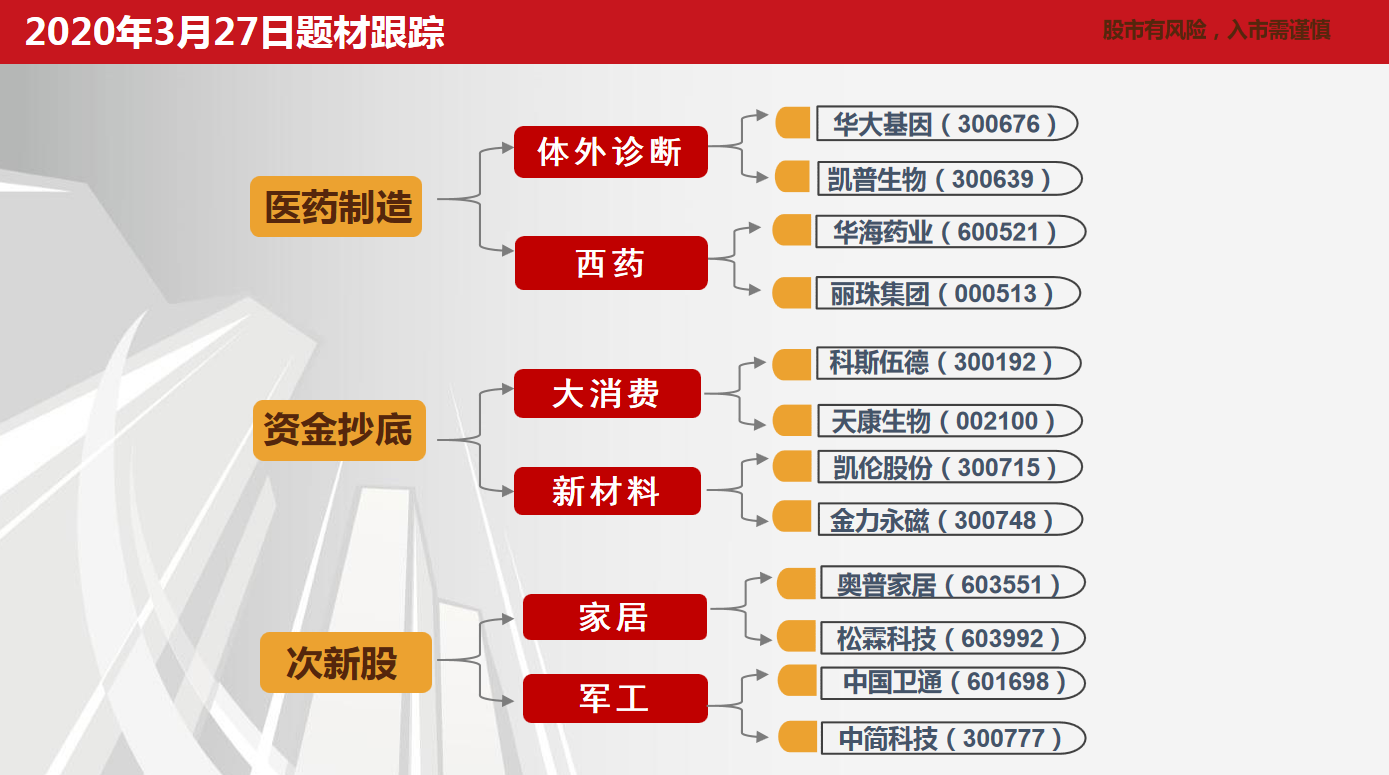 2020年3月27日题材跟踪
股市有风险，入市需谨慎
医药制造
体外诊断
华大基因（300676）
凯普生物（300639）
西药
华海药业（600521）
丽珠集团（000513）
资金抄底
大消费
科斯伍德（300192）
天康生物（002100）
新材料
凯伦股份（300715）
金力永磁（300748）
次新股
家居
奥普家居（603551）
松霖科技（603992）
军工
中国卫通（601698）
中简科技（300777）